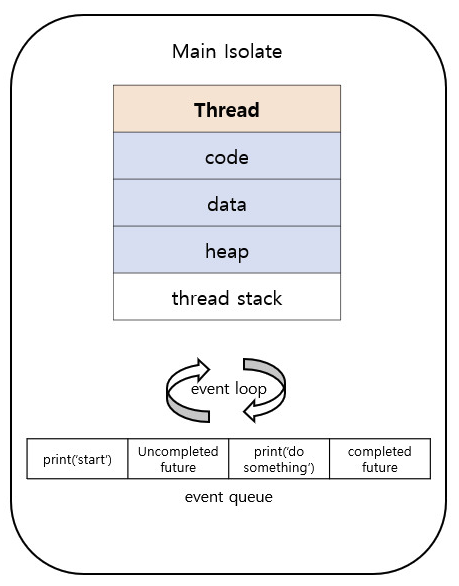 Main Isolate
Thread
code
data
heap
thread stack
event loop
print('start')
Uncompleted
future
print('do
something')
completed
future
event queue